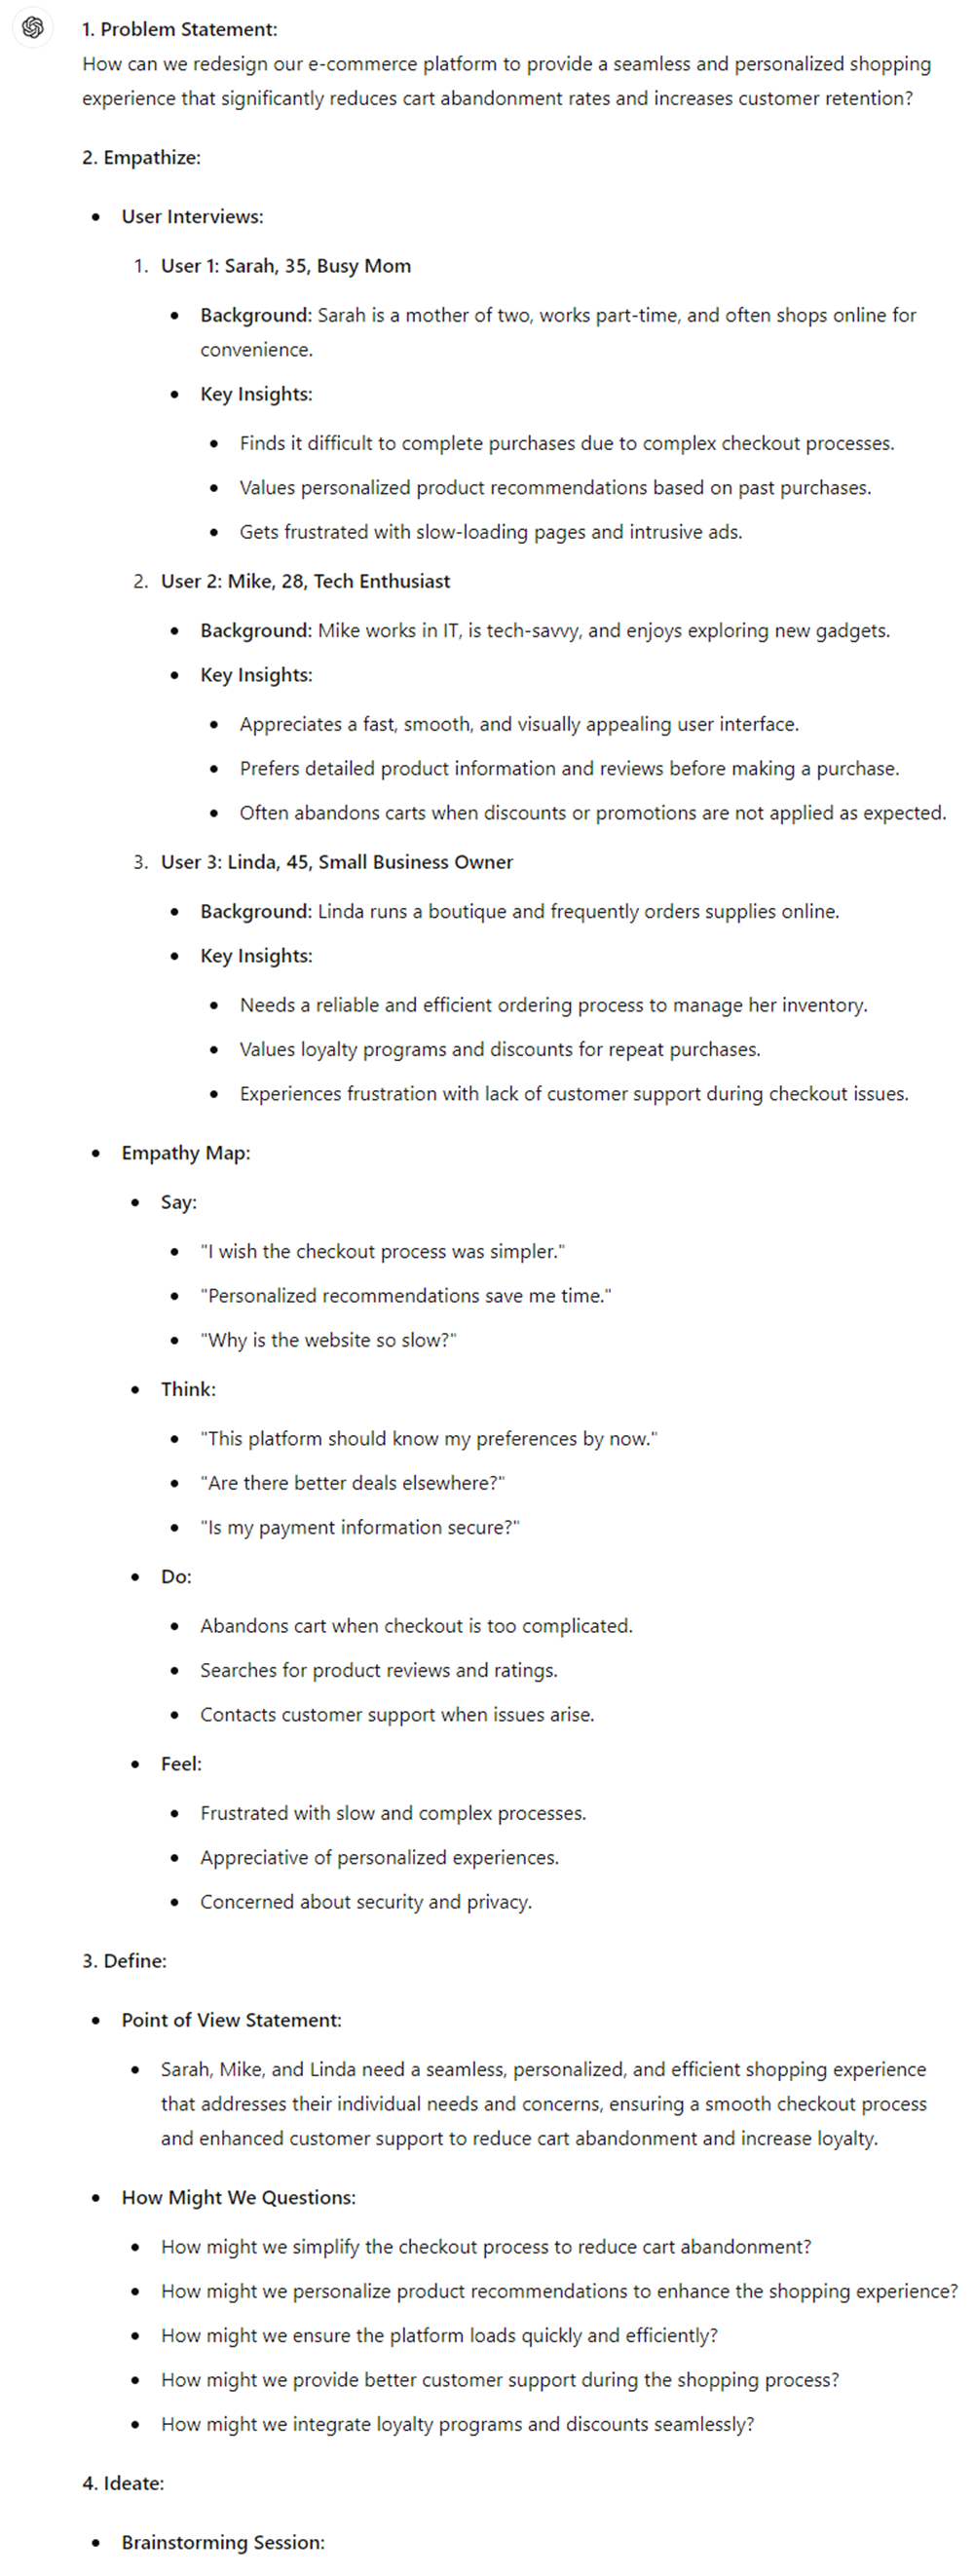 1. Problem Statement:
How can we redesign our e-commerce platform to provide a seamless and personalized shopping
experience that significantly reduces cart abandonment rates and increases customer retention?
2. Empathize:
• User Interviews:
1. User 1: Sarah, 35, Busy Mom
• Background: Sarah is a mother of two, works part-time, and often shops online for
convenience.
• Key Insights:
• Finds it difficult to complete purchases due to complex checkout processes.
• Values personalized product recommendations based on past purchases.
• Gets frustrated with slow-loading pages and intrusive ads.
2. User 2: Mike, 28, Tech Enthusiast
• Background: Mike works in IT, is tech-savvy, and enjoys exploring new gadgets.
• Key Insights:
• Appreciates a fast, smooth, and visually appealing user interface.
• Prefers detailed product information and reviews before making a purchase.
• Often abandons carts when discounts or promotions are not applied as expected.
3. User 3: Linda, 45, Small Business Owner
• Background: Linda runs a boutique and frequently orders supplies online.
• Key Insights:
• Needs a reliable and efficient ordering process to manage her inventory.
• Values loyalty programs and discounts for repeat purchases.
• Experiences frustration with lack of customer support during checkout issues.
• Empathy Map:
• Say:
• "I wish the checkout process was simpler."
• "Personalized recommendations save me time."
• "Why is the website so slow?"
• Think:
• "This platform should know my preferences by now."
• "Are there better deals elsewhere?"
• "Is my payment information secure?"
• Do:
• Abandons cart when checkout is too complicated.
• Searches for product reviews and ratings.
• Contacts customer support when issues arise.
• Feel:
• Frustrated with slow and complex processes.
• Appreciative of personalized experiences.
• Concerned about security and privacy.
3. Define:
• Point of View Statement:
• Sarah, Mike, and Linda need a seamless, personalized, and efficient shopping experience
that addresses their individual needs and concerns, ensuring a smooth checkout process
and enhanced customer support to reduce cart abandonment and increase loyalty.
• How Might We Questions:
• How might we simplify the checkout process to reduce cart abandonment?
• How might we personalize product recommendations to enhance the shopping experience?
• How might we ensure the platform loads quickly and efficiently?
• How might we provide better customer support during the shopping process?
• How might we integrate loyalty programs and discounts seamlessly?
4. Ideate:
• Brainstorming Session: